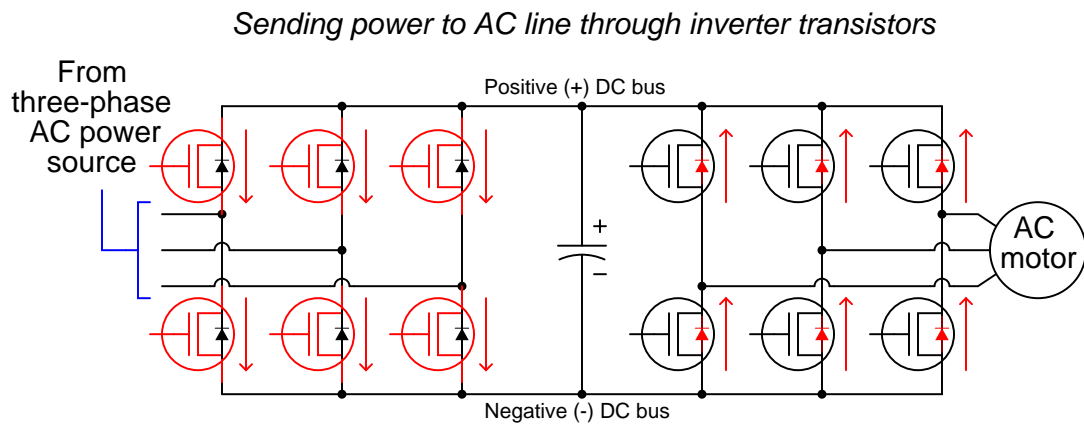 Sending power to AC line through inverter transistors
From
three-phase
AC power
source
Positive (+) DC bus
+
-
AC
motor
Negative (-) DC bus